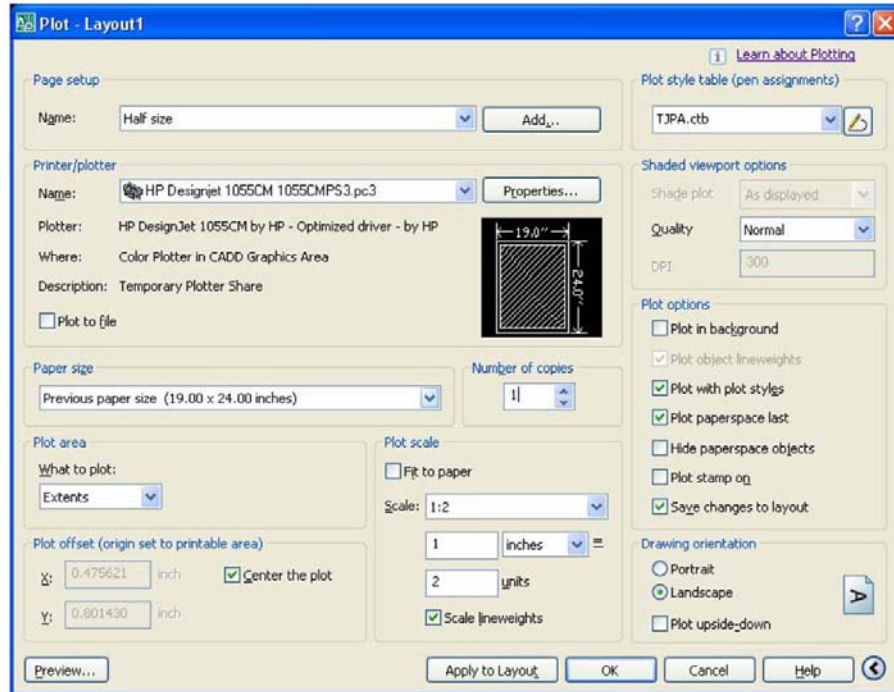 Plot - Layout1
Learn about Plotting
Page setup
Name: Half size Add...
Plot style table (pen assignments)
TJPA.ctb
Printer/plotter
Name: HP Designjet 1055CM 1055CMPS3.pc3 Properties...
Plotter: HP DesignJet 1055CM by HP - Optimized driver - by HP
Where: Color Plotter in CADD Graphics Area
Description: Temporary Plotter Share
Plot to file
19.0"
24.0"
Shaded viewport options
Shade plot As displayed
Quality Normal
DPI 300
Paper size
Previous paper size (19.00 x 24.00 inches)
Number of copies
1
Plot options
Plot in background
Plot object lineweights
Plot with plot styles
Plot paperspace last
Hide paperspace objects
Plot stamp on
Save changes to layout
Plot area
What to plot:
Extents
Plot scale
Fit to paper
Scale: 1:2
1 inches =
2 units
Scale lineweights
Plot offset (origin set to printable area)
X: 0.475621 inch Center the plot
Y: 0.801430 inch
Drawing orientation
Portrait
Landscape
Plot upside-down
A
Preview... Apply to Layout OK Cancel Help